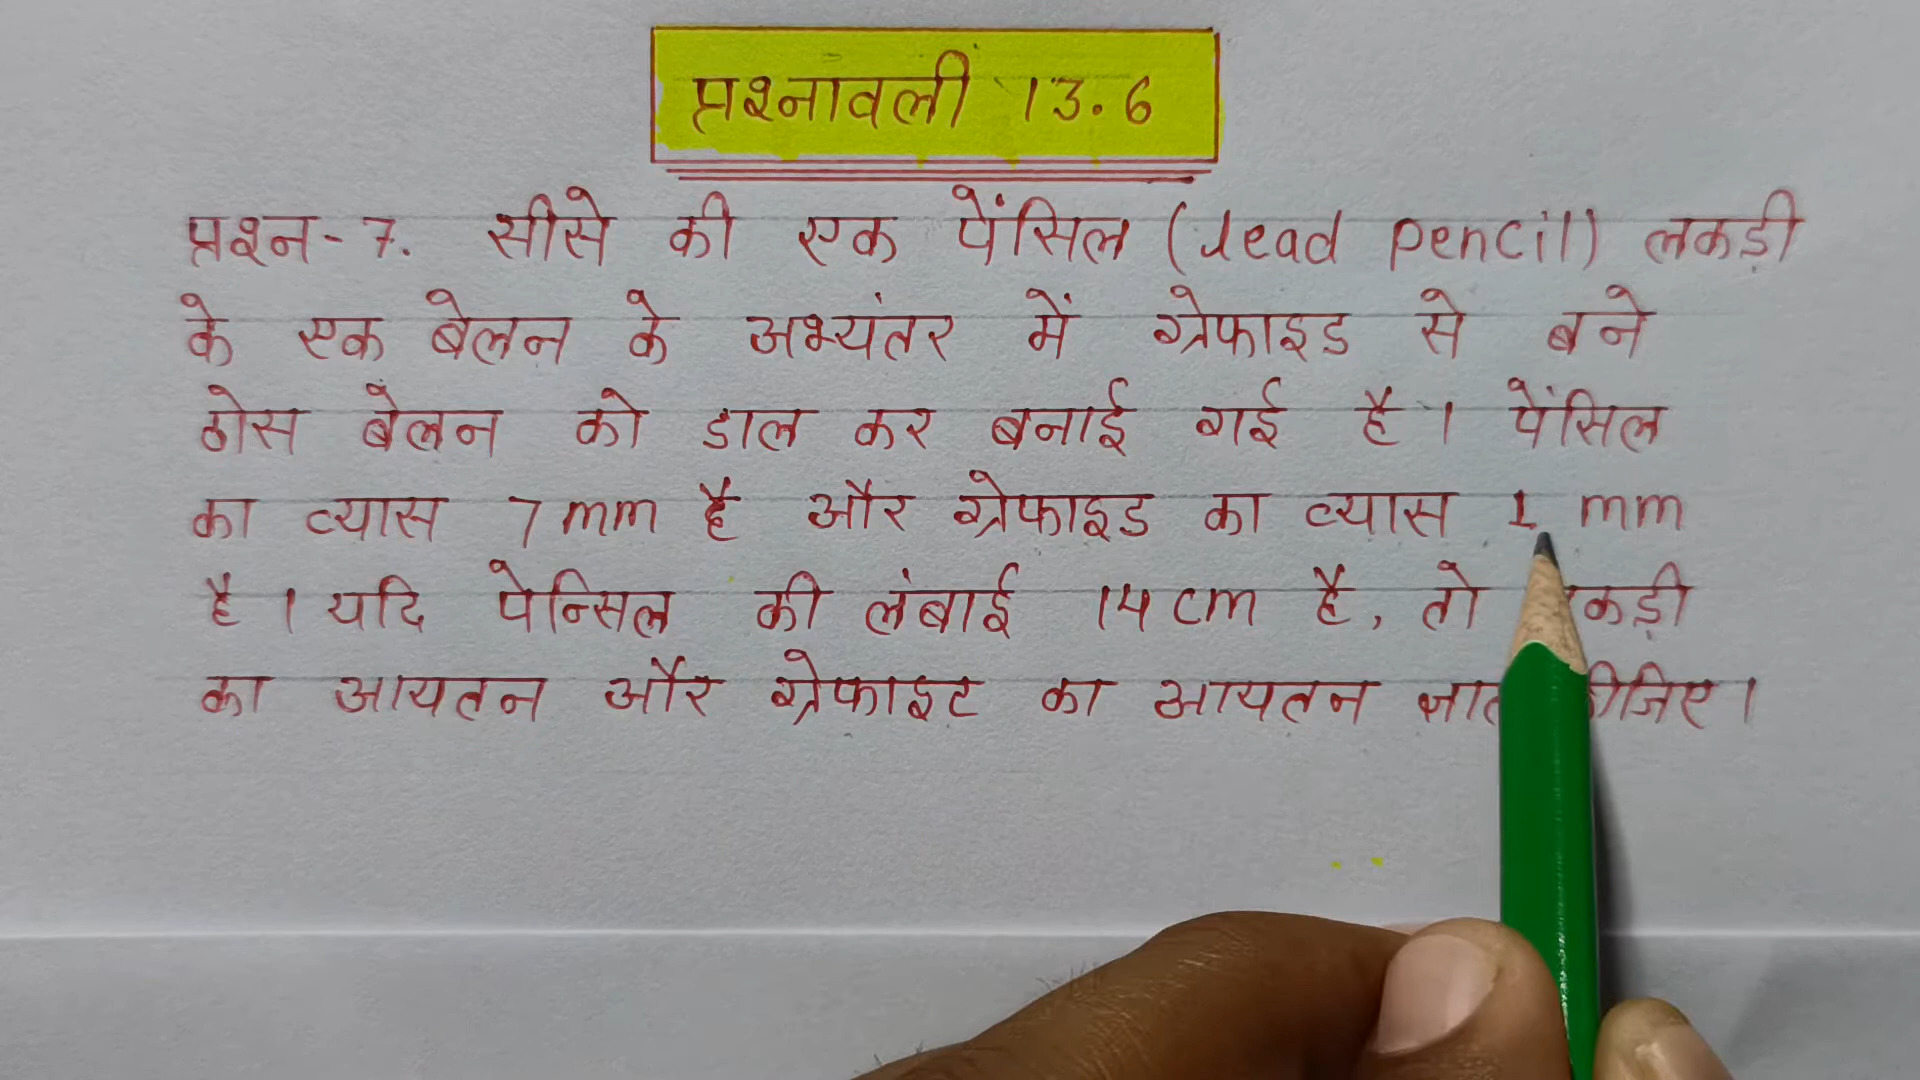 प्रश्नावली 13.6
प्रश्न-7. सीसे की एक पेंसिल (lead pencil) लकड़ी
के एक बेलन के अभ्यंतर में ग्रेफाइड से बने
ठोस बेलन को डाल कर बनाई गई है। पेंसिल
का व्यास 7 mm है और ग्रेफाइड का व्यास 1 mm
है। यदि पेन्सिल की लंबाई 14 cm है, तो
का आयतन और ग्रेफाइट का आयतन